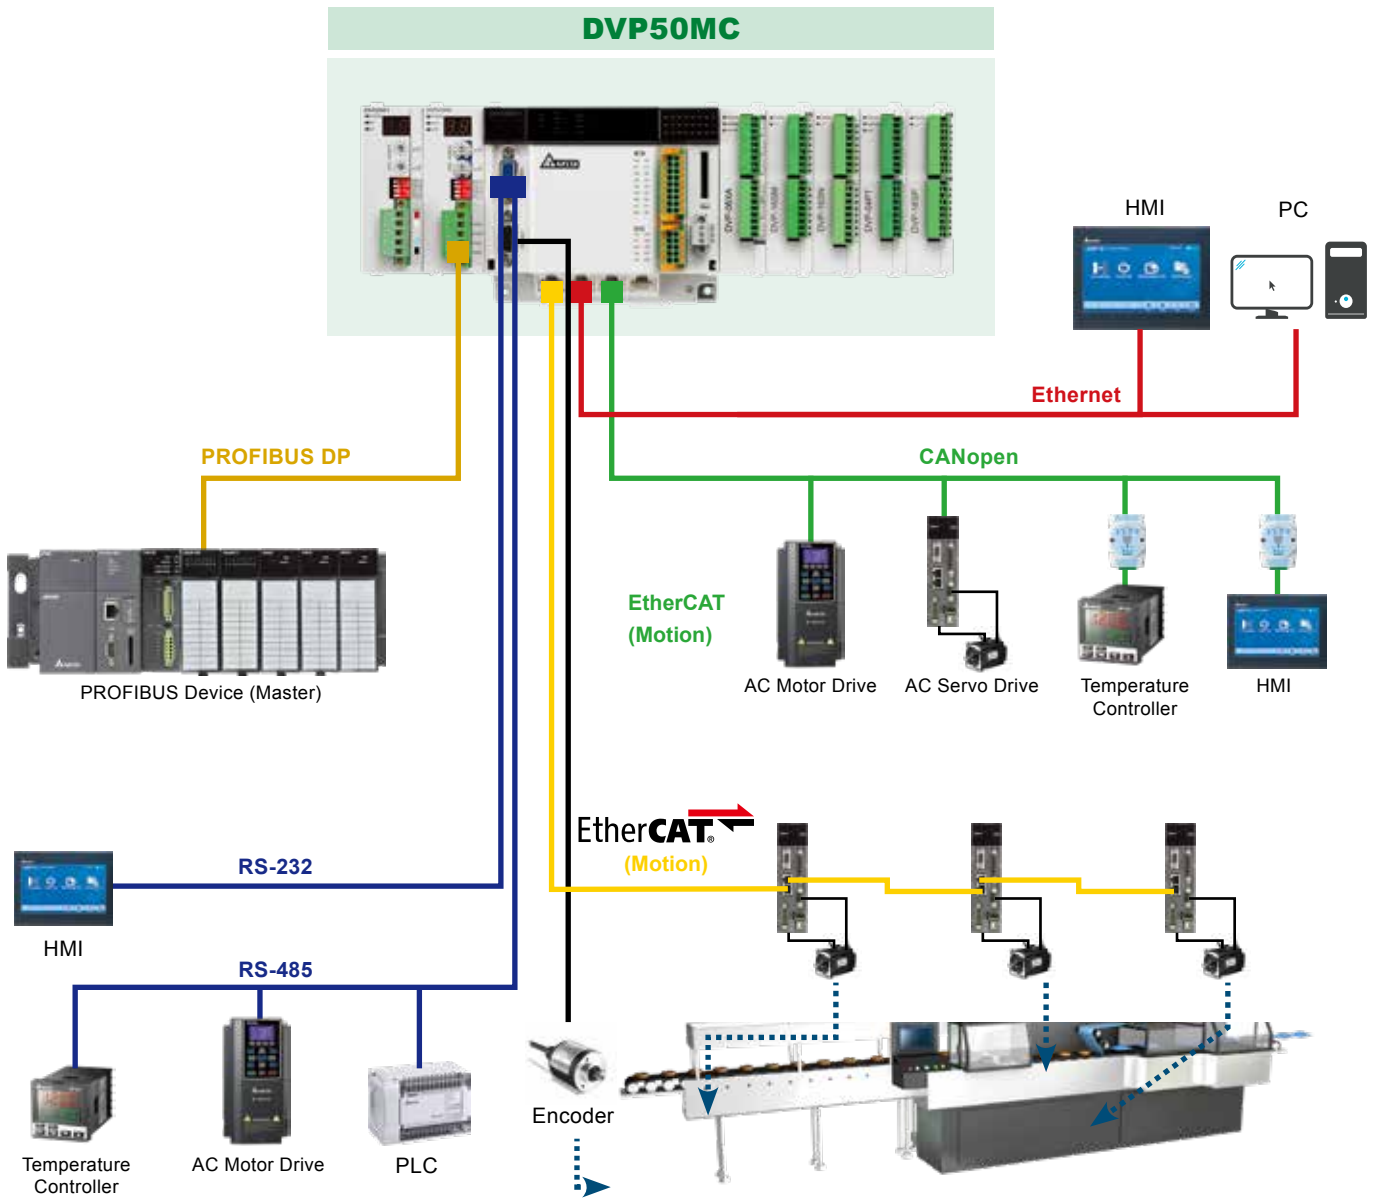 DVP50MC
HMI
PC
Ethernet
PROFIBUS DP
CANopen
EtherCAT
(Motion)
PROFIBUS Device (Master)
AC Motor Drive
AC Servo Drive
Temperature
Controller
HMI
EtherCAT®
(Motion)
RS-232
HMI
RS-485
Encoder
Temperature
Controller
AC Motor Drive
PLC